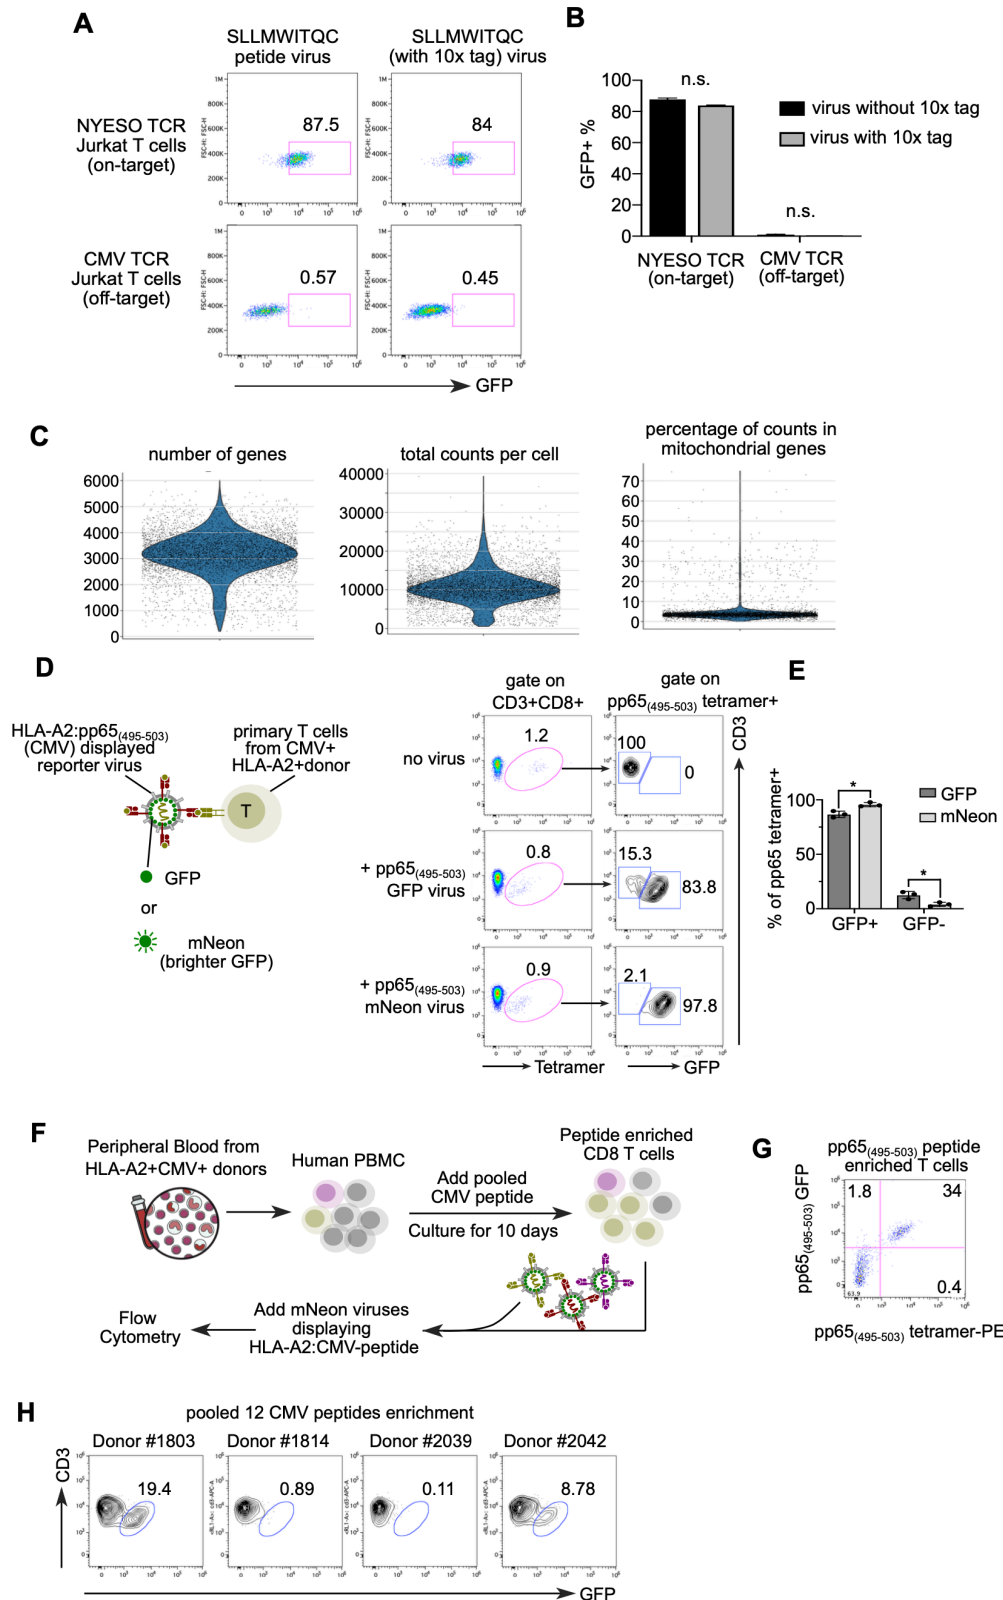 A
SLLMWITQC
petide virus
SLLMWITQC
(with 10x tag) virus
NYESO TCR
Jurkat T cells
(on-target)
87.5
84
CMV TCR
Jurkat T cells
(off-target)
0.57
0.45
FSC-H: FSC-H
1M
800K
600K
400K
200K
0
GFP
B
n.s.
GFP+ %
100
80
60
40
20
0
n.s.
virus without 10x tag
virus with 10x tag
NYESO TCR
(on-target)
CMV TCR
(off-target)
C
number of genes
total counts per cell
percentage of counts in
mitochondrial genes
6000
5000
4000
3000
2000
1000
0
40000
30000
20000
10000
0
70
60
50
40
30
20
10
0
D
HLA-A2:pp65(495-503)
(CMV) displayed
reporter virus
primary T cells
from CMV+
HLA-A2+donor
T
GFP
or
mNeon
(brighter GFP)
gate on
CD3+CD8+
gate on
pp65(495-503) tetramer+
no virus
1.2
100
0
+ pp65(495-503)
GFP virus
0.8
15.3
83.8
+ pp65(495-503)
mNeon virus
0.9
2.1
97.8
CD3
Tetramer
GFP
E
% of pp65 tetramer+
100
50
0
*
*
GFP
mNeon
GFP+
GFP-
F
Peripheral Blood from
HLA-A2+CMV+ donors
Human PBMC
Add pooled
CMV peptide
Culture for 10 days
Peptide enriched
CD8 T cells
Add mNeon viruses
displaying
HLA-A2:CMV-peptide
Flow
Cytometry
G
pp65(495-503) peptide
enriched T cells
pp65(495-503) GFP
1.8
34
63.9
0.4
pp65(495-503) tetramer-PE
H
pooled 12 CMV peptides enrichment
Donor #1803
Donor #1814
Donor #2039
Donor #2042
CD3
19.4
0.89
0.11
8.78
GFP